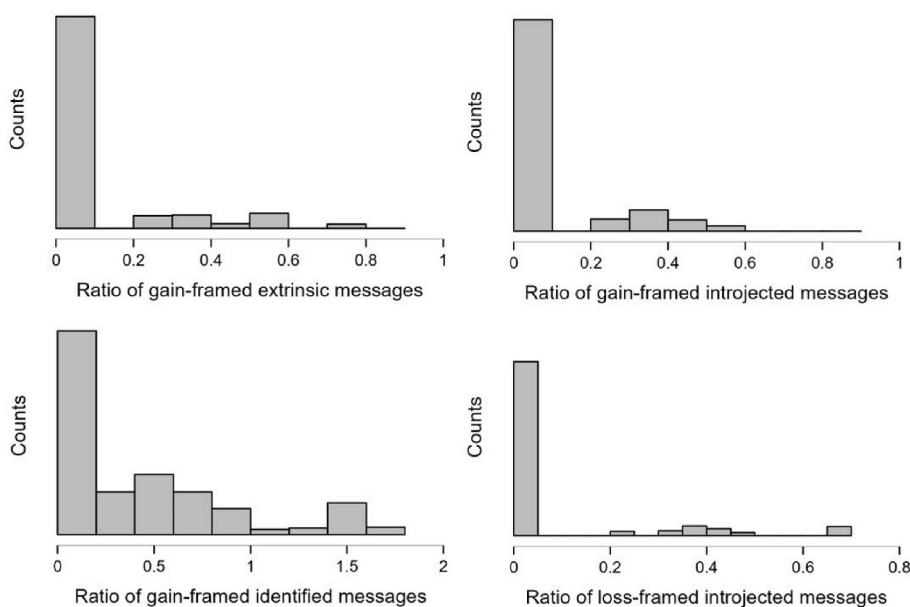 Counts
0 0.2 0.4 0.6 0.8 1
Ratio of gain-framed extrinsic messages
Counts
0 0.2 0.4 0.6 0.8 1
Ratio of gain-framed introjected messages
Counts
0 0.5 1 1.5 2
Ratio of gain-framed identified messages
Counts
0 0.2 0.4 0.6 0.8
Ratio of loss-framed introjected messages